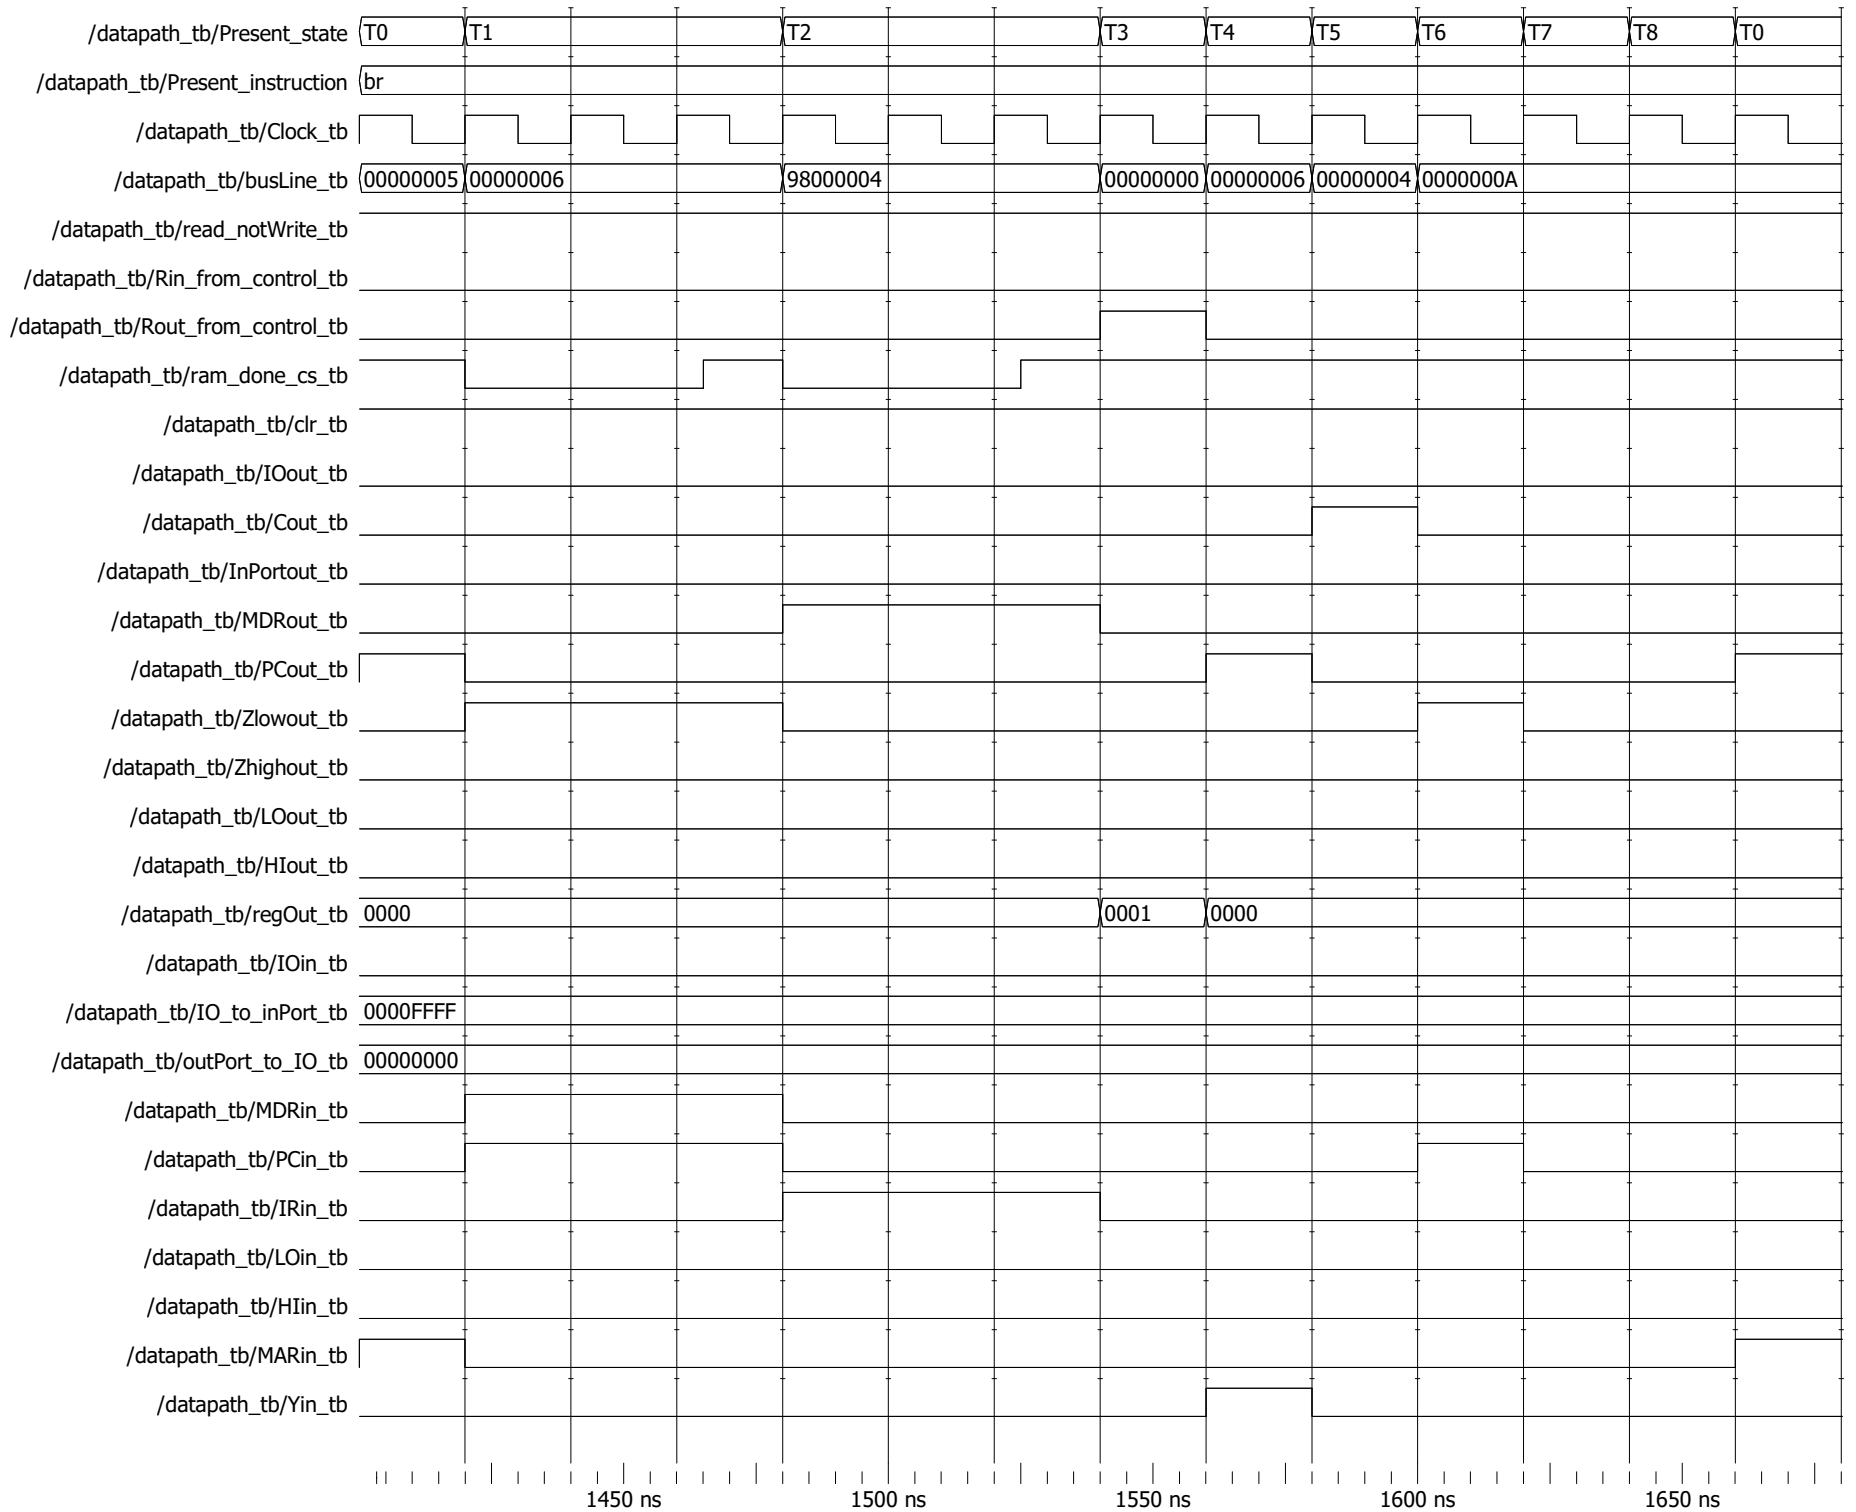 /datapath_tb/Present_state T0 T1 T2 T3 T4 T5 T6 T7 T8 T0
/datapath_tb/Present_instruction br
/datapath_tb/Clock_tb
/datapath_tb/busLine_tb 00000005 00000006 98000004 00000000 00000006 00000004 0000000A
/datapath_tb/read_notWrite_tb
/datapath_tb/Rin_from_control_tb
/datapath_tb/Rout_from_control_tb
/datapath_tb/ram_done_cs_tb
/datapath_tb/clr_tb
/datapath_tb/IOout_tb
/datapath_tb/Cout_tb
/datapath_tb/InPortout_tb
/datapath_tb/MDRout_tb
/datapath_tb/PCout_tb
/datapath_tb/Zlowout_tb
/datapath_tb/Zhighout_tb
/datapath_tb/LOout_tb
/datapath_tb/HIout_tb
/datapath_tb/regOut_tb 0000 0001 0000
/datapath_tb/IOin_tb
/datapath_tb/IO_to_inPort_tb 0000FFFF
/datapath_tb/outPort_to_IO_tb 00000000
/datapath_tb/MDRin_tb
/datapath_tb/PCin_tb
/datapath_tb/IRin_tb
/datapath_tb/LOin_tb
/datapath_tb/HIin_tb
/datapath_tb/MARin_tb
/datapath_tb/Yin_tb
1450 ns 1500 ns 1550 ns 1600 ns 1650 ns